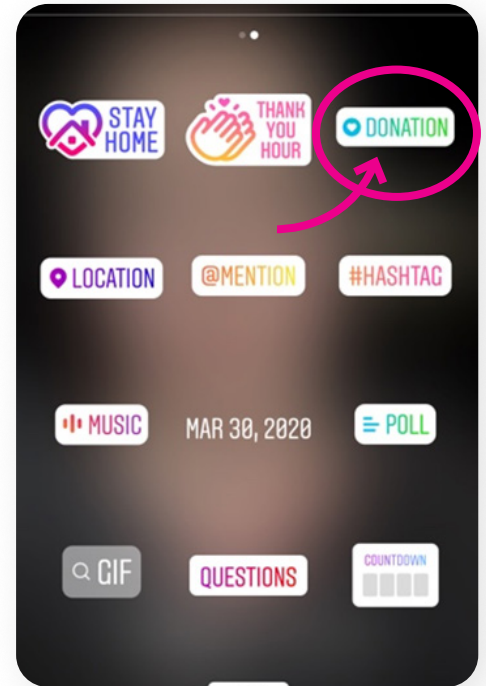 STAY
HOME
THANK
YOU
HOUR
DONATION
LOCATION
@MENTION
#HASHTAG
MUSIC
MAR 30, 2020
POLL
GIF
QUESTIONS
COUNTDOWN